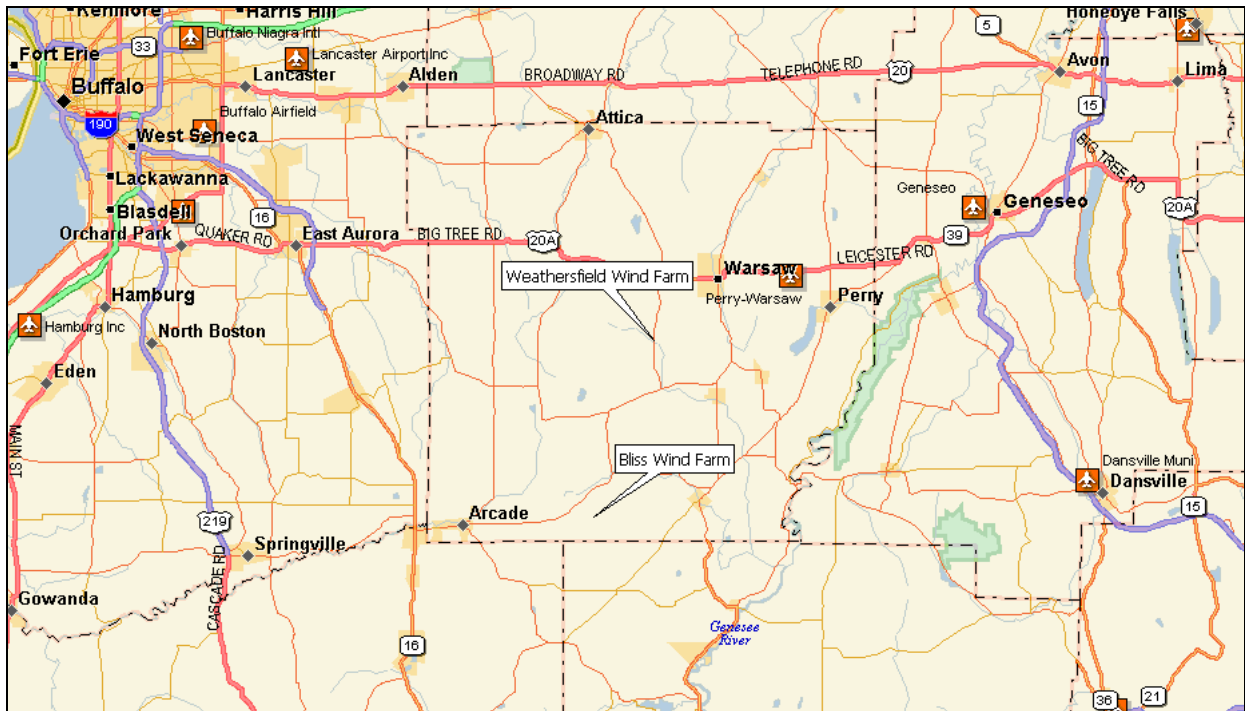 Kenmore
Harris Hill
Honeoye Falls
5
Buffalo Niagra Intl
33
Fort Erie
Lancaster Airport Inc
Avon
Lancaster
Alden
BROADWAY RD
TELEPHONE RD
20
Lima
Buffalo
15
Buffalo Airfield
190
Attica
West Seneca
BIG TREE RD
Lackawanna
Geneseo
Geneseo
Blasdell
16
20A
Orchard Park
QUAKER RD
East Aurora
BIG TREE RD
20A
39
LEICESTER RD
Weathersfield Wind Farm
Warsaw
Perry-Warsaw
Perry
Hamburg
Hamburg Inc
North Boston
Eden
MAIN ST
Bliss Wind Farm
Dansville Muni
Dansville
15
Arcade
219
Springville
CASCADE RD
Gowanda
Genesee
River
16
36
21